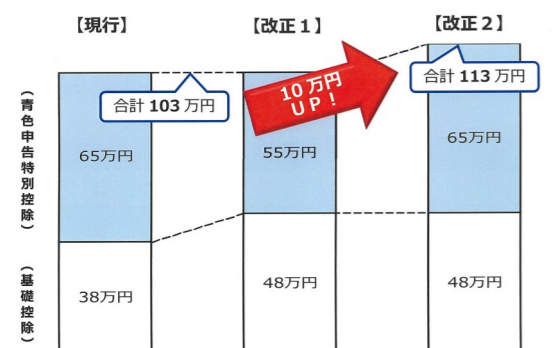 【現行】
【改正１】
【改正２】
合計 103 万円
10 万円
ＵＰ！
合計 113 万円
（青色申告特別控除）
65万円
55万円
65万円
（基礎控除）
38万円
48万円
48万円